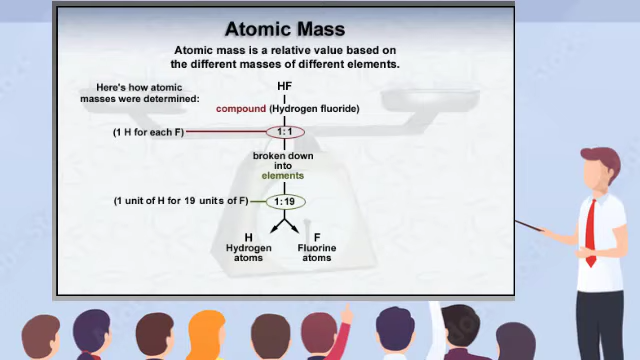 Atomic Mass
Atomic mass is a relative value based on
the different masses of different elements.
Here's how atomic
masses were determined:
HF
compound (Hydrogen fluoride)
(1 H for each F)
1:1
broken down
into
elements
(1 unit of H for 19 units of F)
1:19
H
Hydrogen
atoms
F
Fluorine
atoms